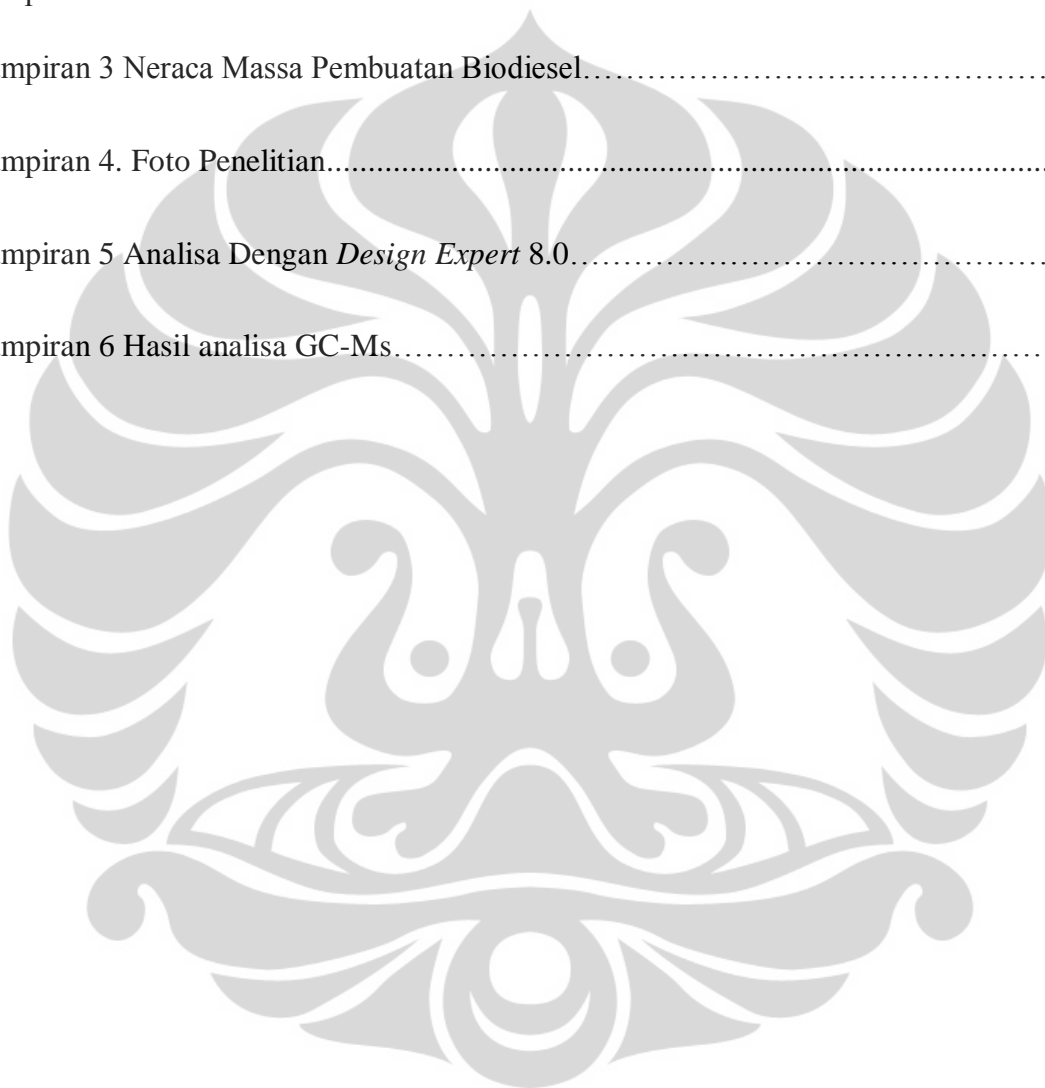 mpiran 3 Neraca Massa Pembuatan Biodiesel……………………………………
mpiran 4. Foto Penelitian.......................................................................................
mpiran 5 Analisa Dengan Design Expert 8.0……………………………………
mpiran 6 Hasil analisa GC-Ms……………………………………………………